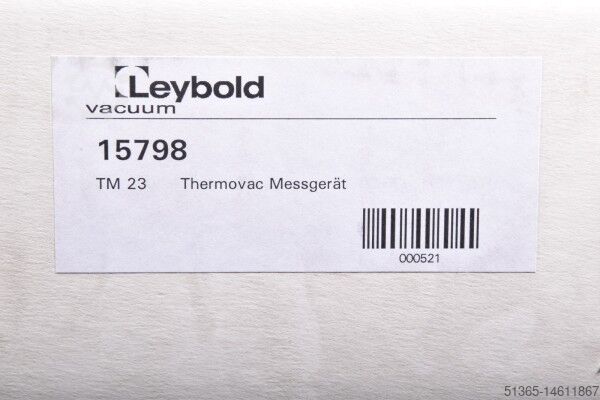 Leybold
vacuum
15798
TM 23 Thermovac Messgerät
000521
51365-14611867